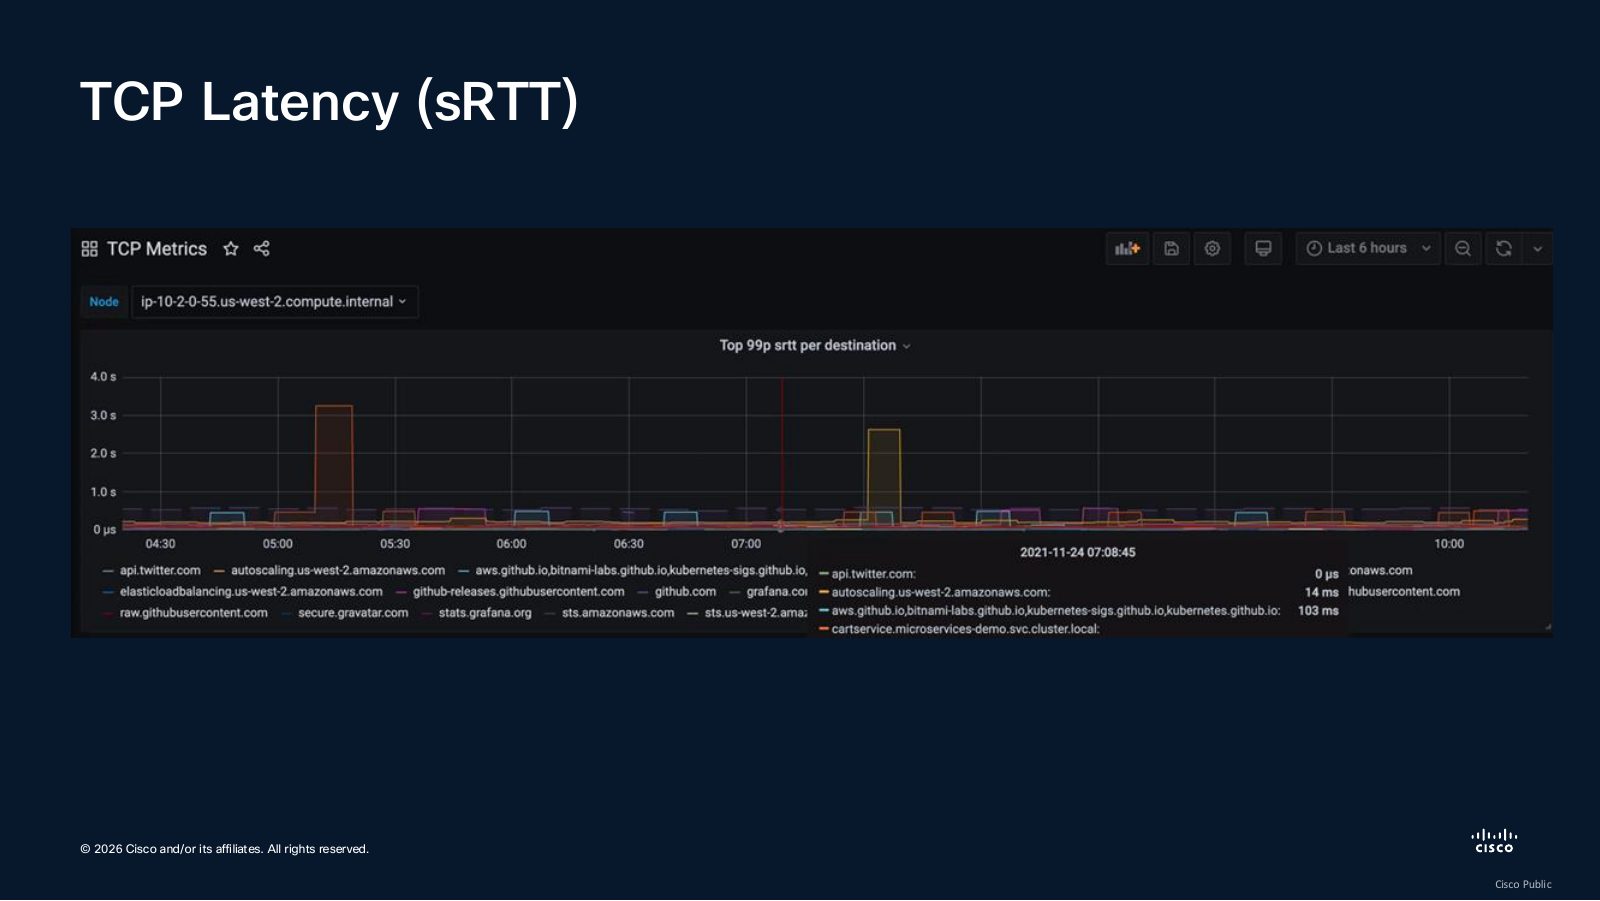 TCP Latency (sRTT)
TCP Metrics
Last 6 hours
Node ip-10-2-0-55.us-west-2.compute.internal
Top 99p srtt per destination
4.0 s
3.0 s
2.0 s
1.0 s
0 µs
04:30 05:00 05:30 06:00 06:30 07:00 10:00
2021-11-24 07:08:45
api.twitter.com autoscaling.us-west-2.amazonaws.com aws.github.io,bitnami-labs.github.io,kubernetes-sigs.github.io, onaws.com
elasticloadbalancing.us-west-2.amazonaws.com github-releases.githubusercontent.com github.com grafana.co hubusercontent.com
raw.githubusercontent.com secure.gravatar.com stats.grafana.org sts.amazonaws.com sts.us-west-2.ama
api.twitter.com: 0 µs
autoscaling.us-west-2.amazonaws.com: 14 ms
aws.github.io,bitnami-labs.github.io,kubernetes-sigs.github.io,kubernetes.github.io: 103 ms
cartservice.microservices-demo.svc.cluster.local:
© 2026 Cisco and/or its affiliates. All rights reserved.
CISCO
Cisco Public